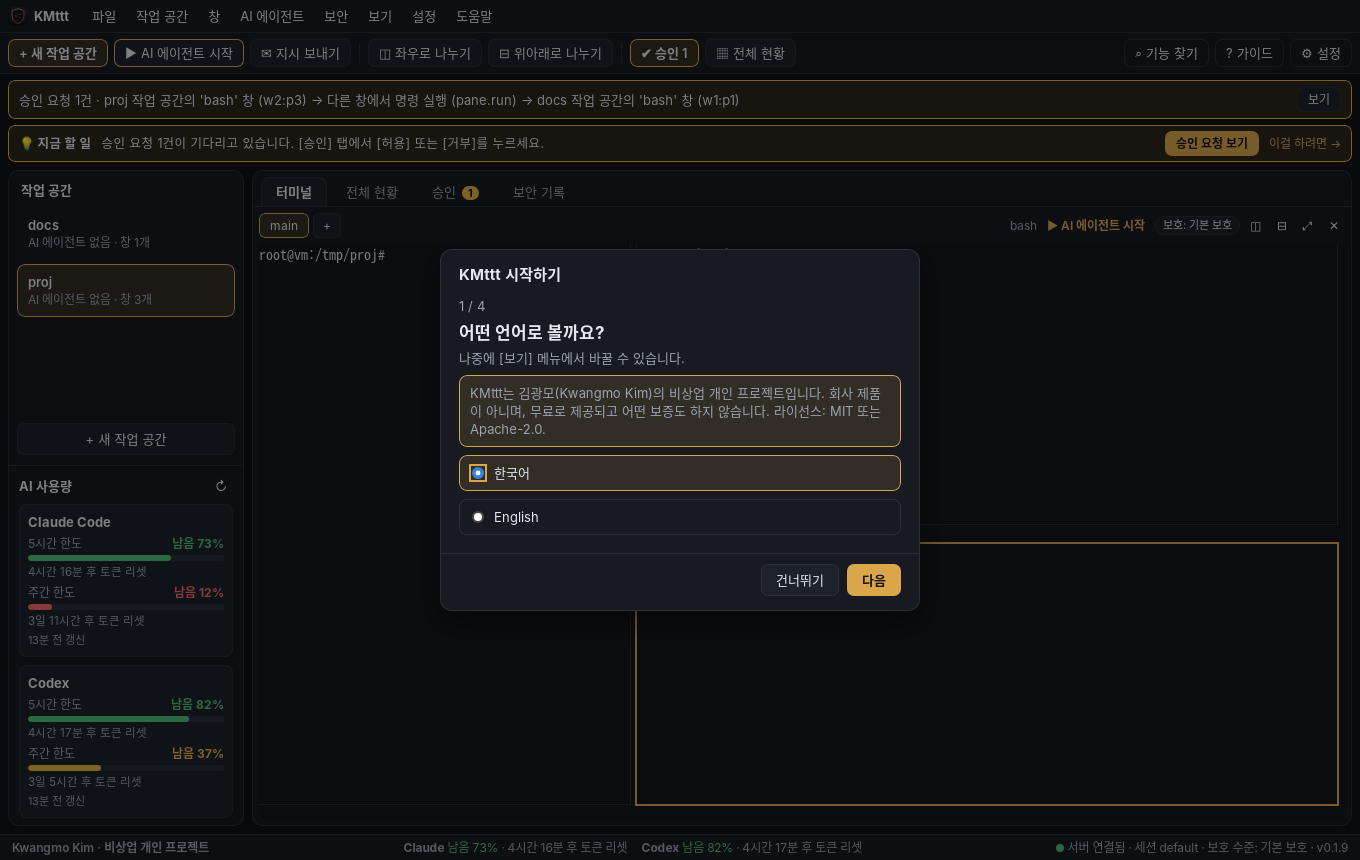 KMttt 파일 작업 공간 창 AI 에이전트 보안 보기 설정 도움말
+ 새 작업 공간 ▶ AI 에이전트 시작 ✉ 지시 보내기 ◫ 좌우로 나누기 ⊟ 위아래로 나누기 ✔ 승인 1 ▦ 전체 현황 ⌕ 기능 찾기 ? 가이드 ⚙ 설정
승인 요청 1건 · proj 작업 공간의 'bash' 창 (w2:p3) → 다른 창에서 명령 실행 (pane.run) → docs 작업 공간의 'bash' 창 (w1:p1) 보기
💡 지금 할 일 승인 요청 1건이 기다리고 있습니다. [승인] 탭에서 [허용] 또는 [거부]를 누르세요. 승인 요청 보기 이걸 하려면 →
작업 공간
docs
AI 에이전트 없음 · 창 1개
proj
AI 에이전트 없음 · 창 3개
+ 새 작업 공간
AI 사용량 ↻
Claude Code
5시간 한도 남음 73%
4시간 16분 후 토큰 리셋
주간 한도 남음 12%
3일 11시간 후 토큰 리셋
13분 전 갱신
Codex
5시간 한도 남음 82%
4시간 17분 후 토큰 리셋
주간 한도 남음 37%
3일 5시간 후 토큰 리셋
13분 전 갱신
터미널 전체 현황 승인 1 보안 기록
main + bash ▶ AI 에이전트 시작 보호: 기본 보호 ◫ ⊟ ⤢ ✕
root@vm:/tmp/proj#
KMttt 시작하기
1 / 4
어떤 언어로 볼까요?
나중에 [보기] 메뉴에서 바꿀 수 있습니다.
KMttt는 김광모(Kwangmo Kim)의 비상업 개인 프로젝트입니다. 회사 제품
이 아니며, 무료로 제공되고 어떤 보증도 하지 않습니다. 라이선스: MIT 또는
Apache-2.0.
한국어
English
건너뛰기 다음
Kwangmo Kim · 비상업 개인 프로젝트 Claude 남음 73% · 4시간 16분 후 토큰 리셋 Codex 남음 82% · 4시간 17분 후 토큰 리셋 서버 연결됨 · 세션 default · 보호 수준: 기본 보호 · v0.1.9